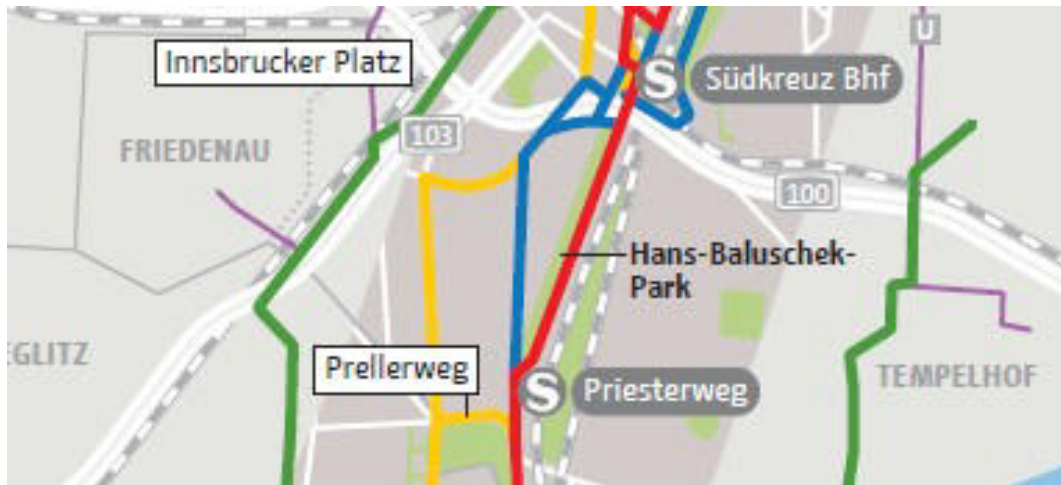 U
Innsbrucker Platz
S Südkreuz Bhf
103
FRIEDENAU
100
Hans-Baluschek-
Park
EGLITZ
Prellerweg
S Priesterweg
TEMPELHOF